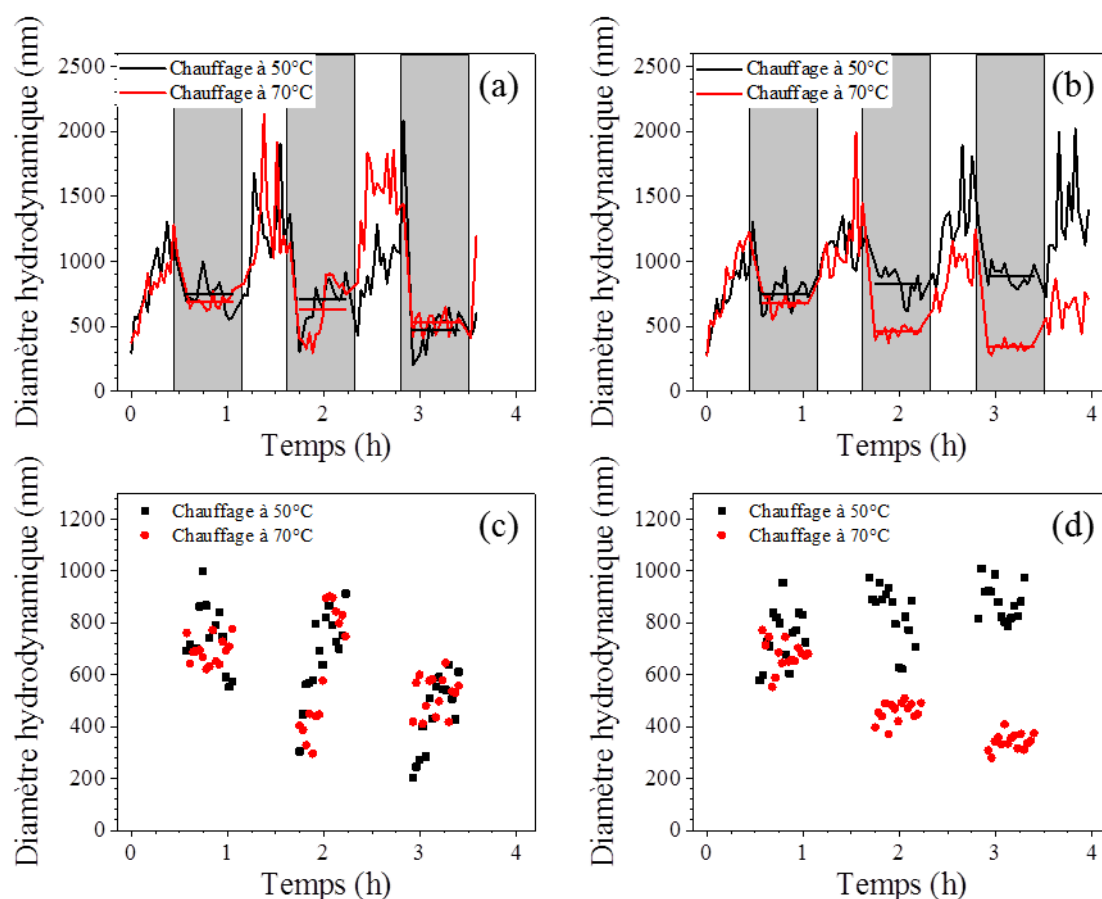 (a)
Chauffage à 50°C
Chauffage à 70°C
Diamètre hydrodynamique (nm)
2500
2000
1500
1000
500
0
0 1 2 3 4
Temps (h)
(b)
Chauffage à 50°C
Chauffage à 70°C
Diamètre hydrodynamique (nm)
2500
2000
1500
1000
500
0
0 1 2 3 4
Temps (h)
(c)
Chauffage à 50°C
Chauffage à 70°C
Diamètre hydrodynamique (nm)
1200
1000
800
600
400
200
0
0 1 2 3 4
Temps (h)
(d)
Chauffage à 50°C
Chauffage à 70°C
Diamètre hydrodynamique (nm)
1200
1000
800
600
400
200
0
0 1 2 3 4
Temps (h)